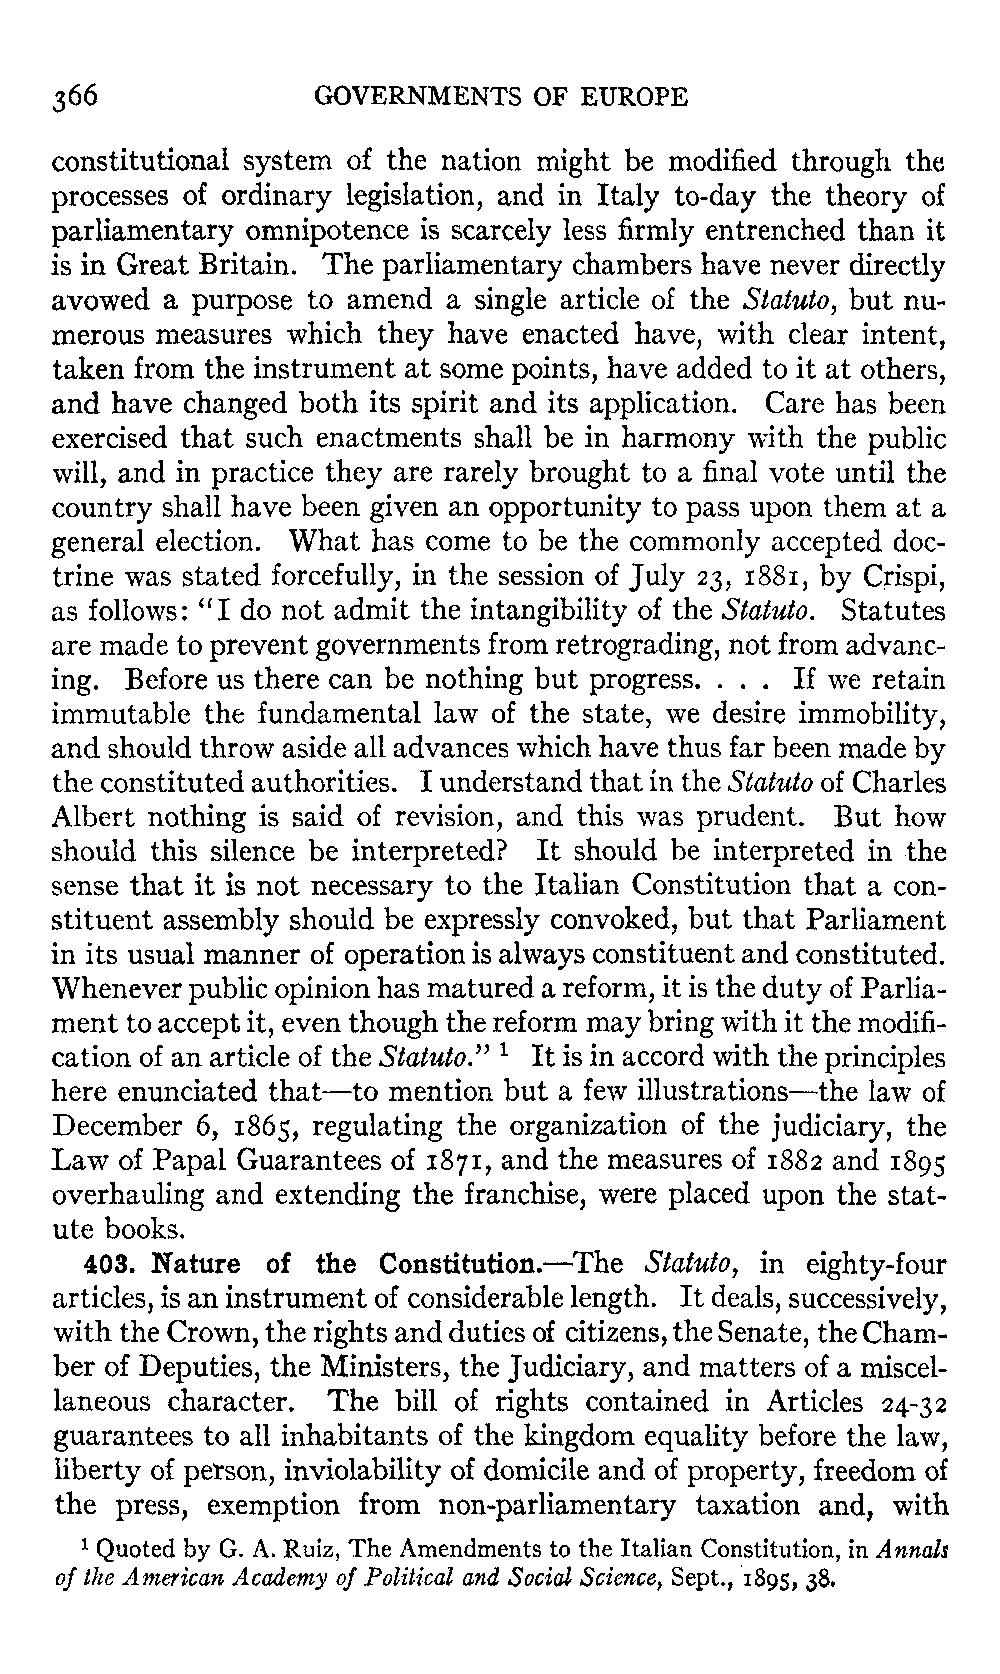 366 GOVERNMENTS OF EUROPE
constitutional system of the nation might be modified through the
processes of ordinary legislation, and in Italy to-day the theory of
parliamentary omnipotence is scarcely less firmly entrenched than it
is in Great Britain. The parliamentary chambers have never directly
avowed a purpose to amend a single article of the Statuto, but nu-
merous measures which they have enacted have, with clear intent,
taken from the instrument at some points, have added to it at others,
and have changed both its spirit and its application. Care has been
exercised that such enactments shall be in harmony with the public
will, and in practice they are rarely brought to a final vote until the
country shall have been given an opportunity to pass upon them at a
general election. What has come to be the commonly accepted doc-
trine was stated forcefully, in the session of July 23, 1881, by Crispi,
as follows: “I do not admit the intangibility of the Statuto. Statutes
are made to prevent governments from retrograding, not from advanc-
ing. Before us there can be nothing but progress. . . . If we retain
immutable the fundamental law of the state, we desire immobility,
and should throw aside all advances which have thus far been made by
the constituted authorities. I understand that in the Statuto of Charles
Albert nothing is said of revision, and this was prudent. But how
should this silence be interpreted? It should be interpreted in the
sense that it is not necessary to the Italian Constitution that a con-
stituent assembly should be expressly convoked, but that Parliament
in its usual manner of operation is always constituent and constituted.
Whenever public opinion has matured a reform, it is the duty of Parlia-
ment to accept it, even though the reform may bring with it the modifi-
cation of an article of the Statuto.” ¹ It is in accord with the principles
here enunciated that—to mention but a few illustrations—the law of
December 6, 1865, regulating the organization of the judiciary, the
Law of Papal Guarantees of 1871, and the measures of 1882 and 1895
overhauling and extending the franchise, were placed upon the stat-
ute books.
403. Nature of the Constitution.—The Statuto, in eighty-four
articles, is an instrument of considerable length. It deals, successively,
with the Crown, the rights and duties of citizens, the Senate, the Cham-
ber of Deputies, the Ministers, the Judiciary, and matters of a miscel-
laneous character. The bill of rights contained in Articles 24-32
guarantees to all inhabitants of the kingdom equality before the law,
liberty of person, inviolability of domicile and of property, freedom of
the press, exemption from non-parliamentary taxation and, with
¹ Quoted by G. A. Ruiz, The Amendments to the Italian Constitution, in Annals
of the American Academy of Political and Social Science, Sept., 1895, 38.